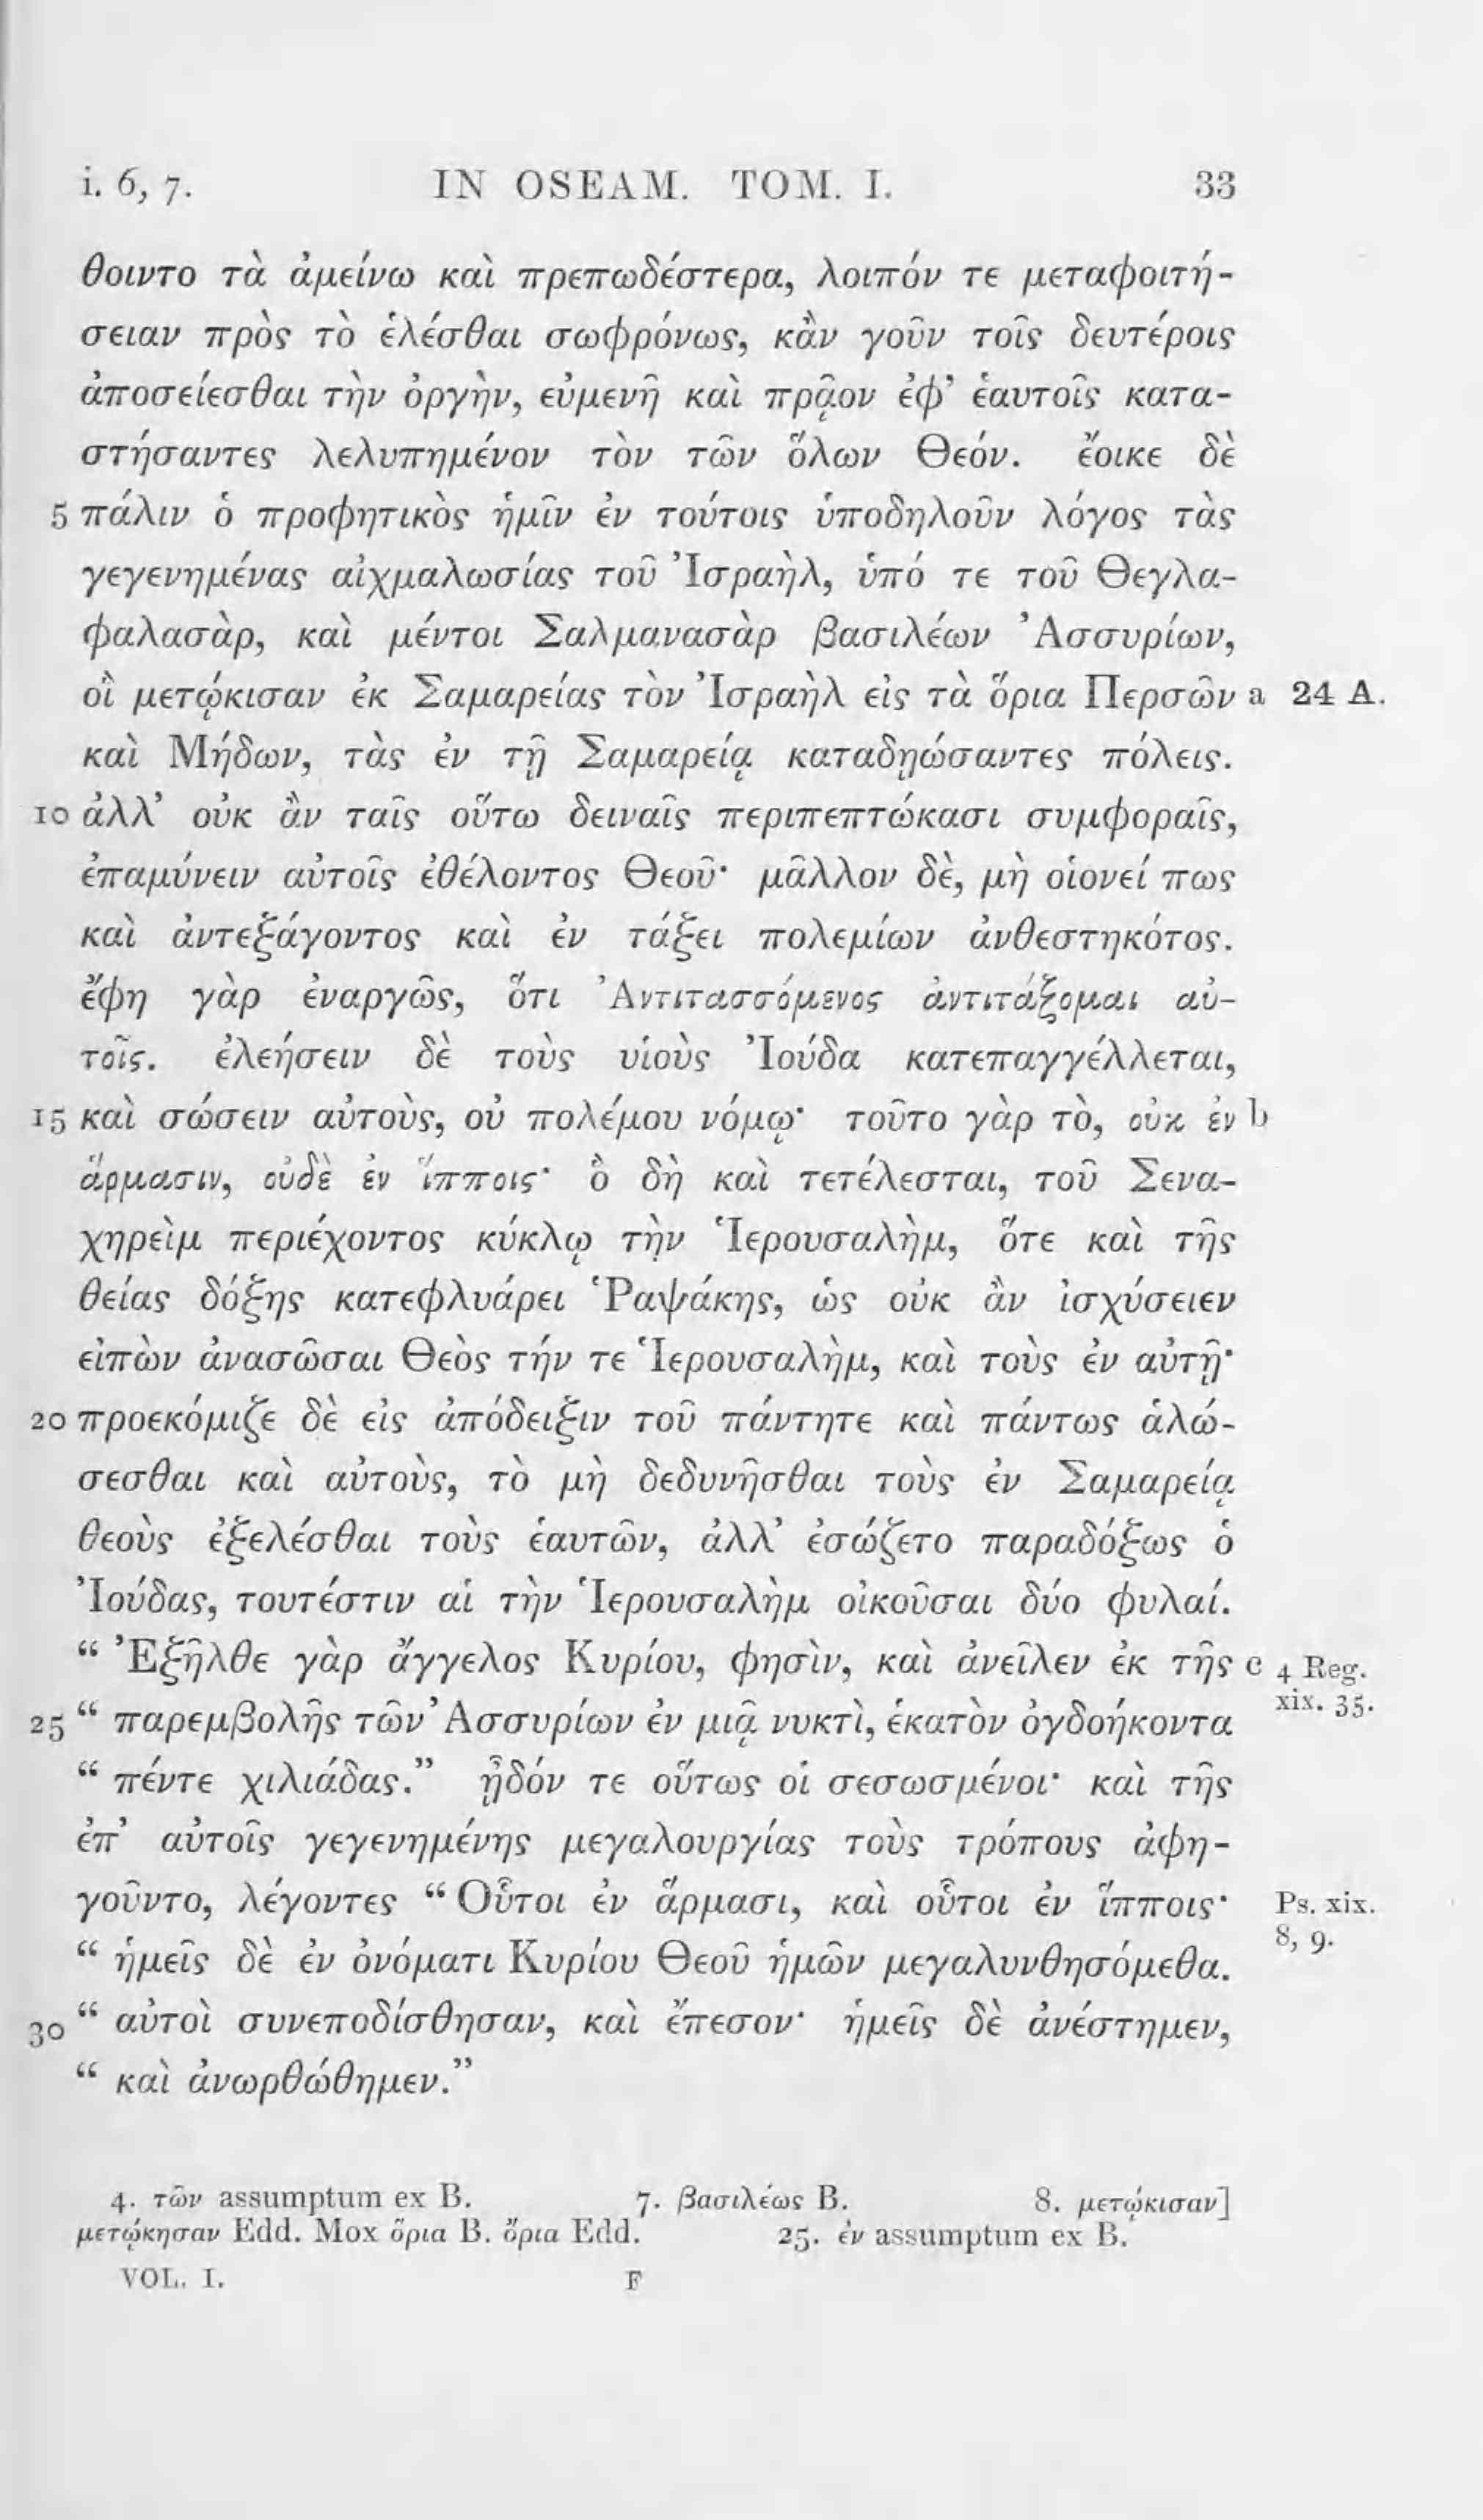 i. 6, 7. IN OSEAM. TOM. I. 33
θοιντο τὰ ἀμείνω καὶ πρεπωδέστερα, λοιπόν τε μεταφοιτή-
σειαν πρὸς τὸ ἑλέσθαι σωφρόνως, κἂν γοῦν τοῖς δευτέροις
ἀποσείεσθαι τὴν ὀργὴν, εὐμενῆ καὶ πρᾷον ἐφ’ ἑαυτοῖς κατα-
στήσαντες λελυπημένον τὸν τῶν ὅλων Θεόν. ἔοικε δὲ
5 πάλιν ὁ προφητικὸς ἡμῖν ἐν τούτοις ὑποδηλοῦν λόγος τὰς
γεγενημένας αἰχμαλωσίας τοῦ Ἰσραὴλ, ὑπό τε τοῦ Θεγλα-
φαλασὰρ, καὶ μέντοι Σαλμανασὰρ βασιλέων Ἀσσυρίων,
οἳ μετῴκισαν ἐκ Σαμαρείας τὸν Ἰσραὴλ εἰς τὰ ὅρια Περσῶν a 24 A.
καὶ Μήδων, τὰς ἐν τῇ Σαμαρείᾳ καταδῃώσαντες πόλεις.
10 ἀλλ’ οὐκ ἂν ταῖς οὕτω δειναῖς περιπεπτώκασι συμφοραῖς,
ἐπαμύνειν αὐτοῖς ἐθέλοντος Θεοῦ· μᾶλλον δὲ, μὴ οἱονεί πως
καὶ ἀντεξάγοντος καὶ ἐν τάξει πολεμίων ἀνθεστηκότος.
ἔφη γὰρ ἐναργῶς, ὅτι Ἀντιτασσόμενος ἀντιτάξομαι αὐ-
τοῖς. ἐλεήσειν δὲ τοὺς υἱοὺς Ἰούδα κατεπαγγέλλεται,
15 καὶ σώσειν αὐτοὺς, οὐ πολέμου νόμῳ· τοῦτο γὰρ τὸ, οὐκ ἐν b
ἅρμασιν, οὐδὲ ἐν ἵπποις· ὃ δὴ καὶ τετέλεσται, τοῦ Σενα-
χηρεὶμ περιέχοντος κύκλῳ τὴν Ἱερουσαλὴμ, ὅτε καὶ τῆς
θείας δόξης κατεφλυάρει Ῥαψάκης, ὡς οὐκ ἂν ἰσχύσειεν
εἰπὼν ἀνασῶσαι Θεὸς τήν τε Ἱερουσαλὴμ, καὶ τοὺς ἐν αὐτῇ·
20 προεκόμιζε δὲ εἰς ἀπόδειξιν τοῦ πάντητε καὶ πάντως ἁλώ-
σεσθαι καὶ αὐτοὺς, τὸ μὴ δεδυνῆσθαι τοὺς ἐν Σαμαρείᾳ
θεοὺς ἐξελέσθαι τοὺς ἑαυτῶν, ἀλλ’ ἐσώζετο παραδόξως ὁ
Ἰούδας, τουτέστιν αἱ τὴν Ἱερουσαλὴμ οἰκοῦσαι δύο φυλαί.
“ Ἐξῆλθε γὰρ ἄγγελος Κυρίου, φησὶν, καὶ ἀνεῖλεν ἐκ τῆς c 4 Reg.
xix. 35.
25 “ παρεμβολῆς τῶν Ἀσσυρίων ἐν μιᾷ νυκτὶ, ἑκατὸν ὀγδοήκοντα
“ πέντε χιλιάδας.” ᾖδόν τε οὕτως οἱ σεσωσμένοι· καὶ τῆς
ἐπ’ αὐτοῖς γεγενημένης μεγαλουργίας τοὺς τρόπους ἀφη-
γοῦντο, λέγοντες “ Οὗτοι ἐν ἅρμασι, καὶ οὗτοι ἐν ἵπποις· Ps. xix.
8, 9.
“ ἡμεῖς δὲ ἐν ὀνόματι Κυρίου Θεοῦ ἡμῶν μεγαλυνθησόμεθα.
30 “ αὐτοὶ συνεποδίσθησαν, καὶ ἔπεσον· ἡμεῖς δὲ ἀνέστημεν,
“ καὶ ἀνωρθώθημεν.”
4. τῶν assumptum ex B. 7. βασιλέως B. 8. μετῴκισαν]
μετῴκησαν Edd. Mox ὅρια B. ὄρια Edd. 25. ἐν assumptum ex B.
VOL. I. F